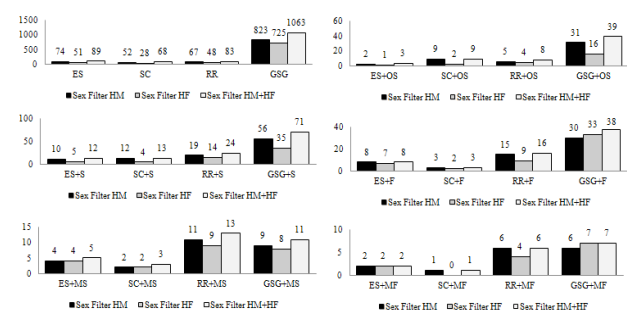 1500
1000
500
0
74 51 89
52 28 68
67 48 83
823 725 1063
ES SC RR GSG
Sex Filter HM Sex Filter HF Sex Filter HM+HF
60
40
20
0
2 1 3
9 2 9
5 4 8
31 16 39
ES+OS SC+OS RR+OS GSG+OS
Sex Filter HM Sex Filter HF Sex Filter HM+HF
100
50
0
10 5 12
12 4 13
19 14 24
56 35 71
ES+S SC+S RR+S GSG+S
Sex Filter HM Sex Filter HF Sex Filter HM+HF
40
20
0
8 7 8
3 2 3
15 9 16
30 33 38
ES+F SC+F RR+F GSG+F
Sex Filter HM Sex Filter HF Sex Filter HM+HF
15
10
5
0
4 4 5
2 2 3
11 9 13
9 8 11
ES+MS SC+MS RR+MS GSG+MS
Sex Filter HM Sex Filter HF Sex Filter HM+HF
10
5
0
2 2 2
1 0 1
6 4 6
6 7 7
ES+MF SC+MF RR+MF GSG+MF
Sex Filter HM Sex Filter HF Sex Filter HM+HF